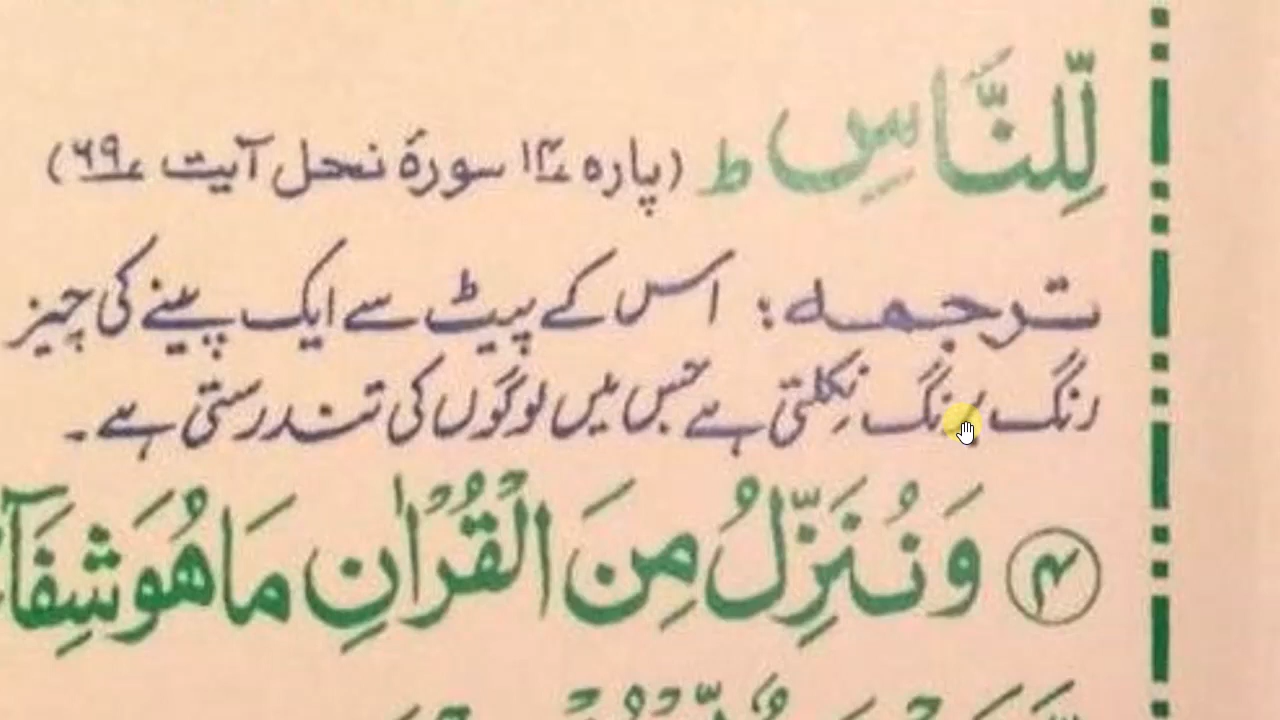 لِّلنَّاسِ ط (پارہ ۱۴ سورۂ نحل آیت ۶۹)
ترجمہ: اس کے پیٹ سے ایک پینے کی چیز
رنگ برنگ نکلتی ہے جس میں لوگوں کی تندرستی ہے۔
۴ وَنُنَزِّلُ مِنَ الْقُرْاٰنِ مَا هُوَ شِفَآ